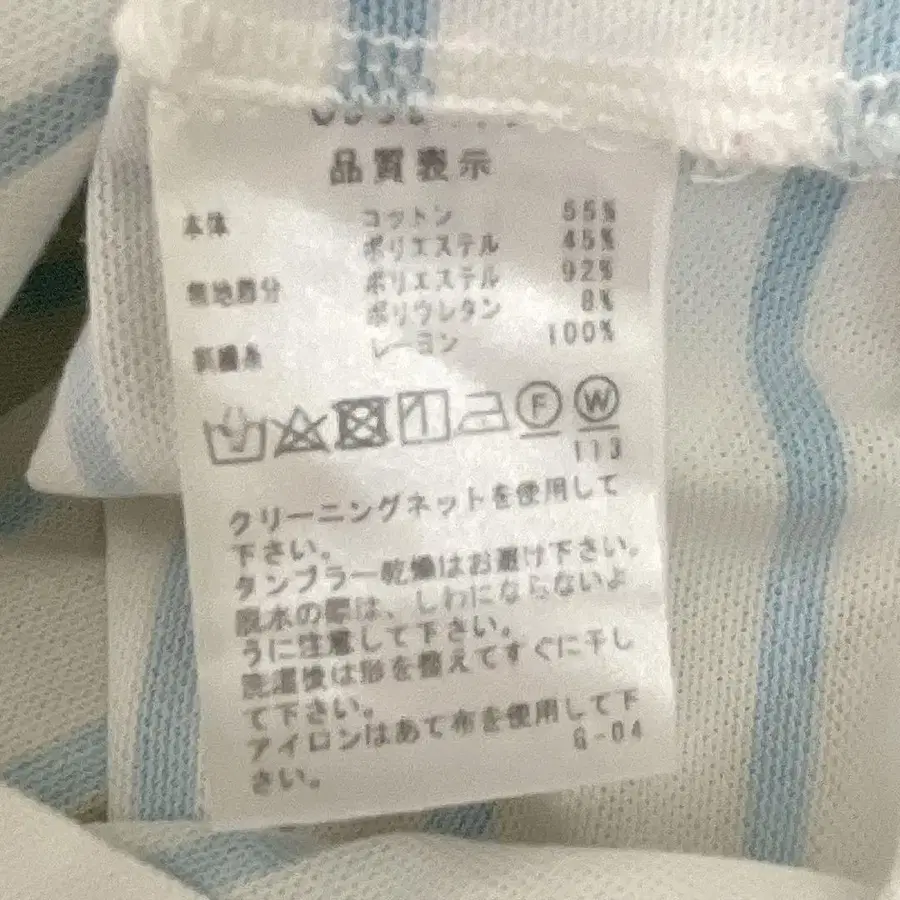 品質表示
本体 コットン 55%
ポリエステル 45%
無地部分 ポリエステル 92%
ポリウレタン 8%
刺繍糸 レーヨン 100%
F W
113
クリーニングネットを使用して
下さい。
タンブラー乾燥はお避け下さい。
脱水の際は、しわにならないよ
うに注意して下さい。
洗濯後は形を整えてすぐに干し
て下さい。
アイロンはあて布を使用して下
さい。
6-04